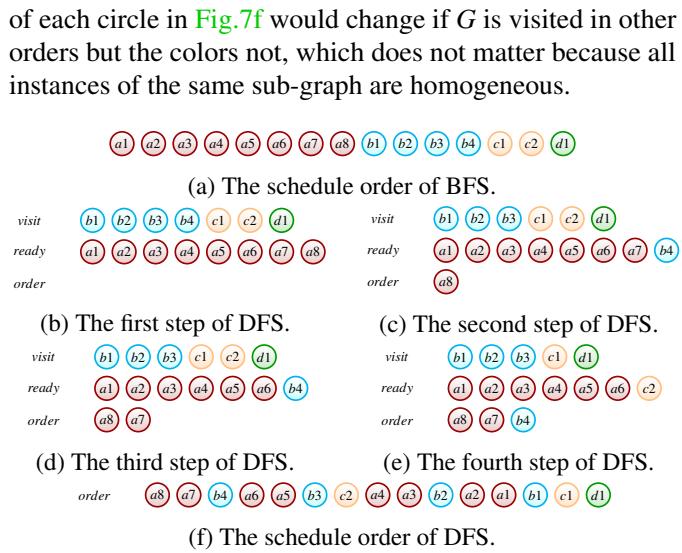 of each circle in Fig.7f would change if G is visited in other
orders but the colors not, which does not matter because all
instances of the same sub-graph are homogeneous.
a1 a2 a3 a4 a5 a6 a7 a8 b1 b2 b3 b4 c1 c2 d1
(a) The schedule order of BFS.
visit b1 b2 b3 b4 c1 c2 d1
ready a1 a2 a3 a4 a5 a6 a7 a8
order
(b) The first step of DFS.
visit b1 b2 b3 c1 c2 d1
ready a1 a2 a3 a4 a5 a6 a7 b4
order a8
(c) The second step of DFS.
visit b1 b2 b3 c1 c2 d1
ready a1 a2 a3 a4 a5 a6 b4
order a8 a7
(d) The third step of DFS.
visit b1 b2 b3 c1 d1
ready a1 a2 a3 a4 a5 a6 c2
order a8 a7 b4
(e) The fourth step of DFS.
order a8 a7 b4 a6 a5 b3 c2 a4 a3 b2 a2 a1 b1 c1 d1
(f) The schedule order of DFS.